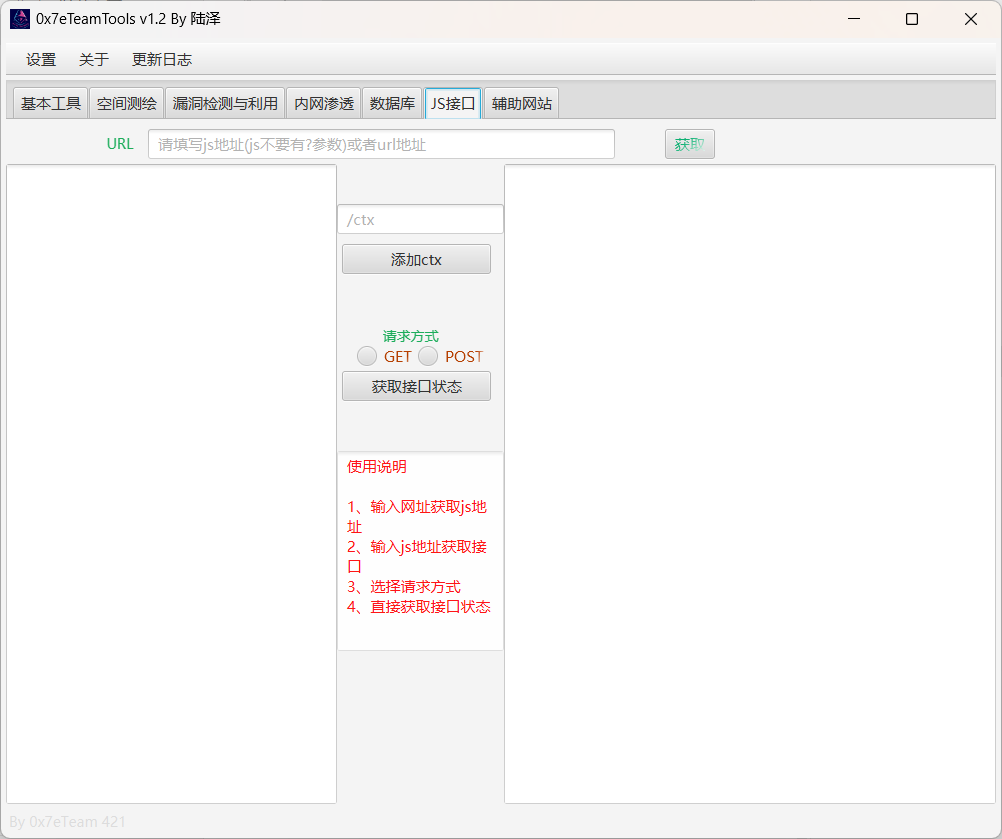 0x7eTeamTools v1.2 By 陆泽
设置 关于 更新日志
基本工具 空间测绘 漏洞检测与利用 内网渗透 数据库 JS接口 辅助网站
URL 请填写js地址(js不要有?参数)或者url地址 获取
/ctx
添加ctx
请求方式
GET POST
获取接口状态
使用说明
1、输入网址获取js地
址
2、输入js地址获取接
口
3、选择请求方式
4、直接获取接口状态
By 0x7eTeam 421